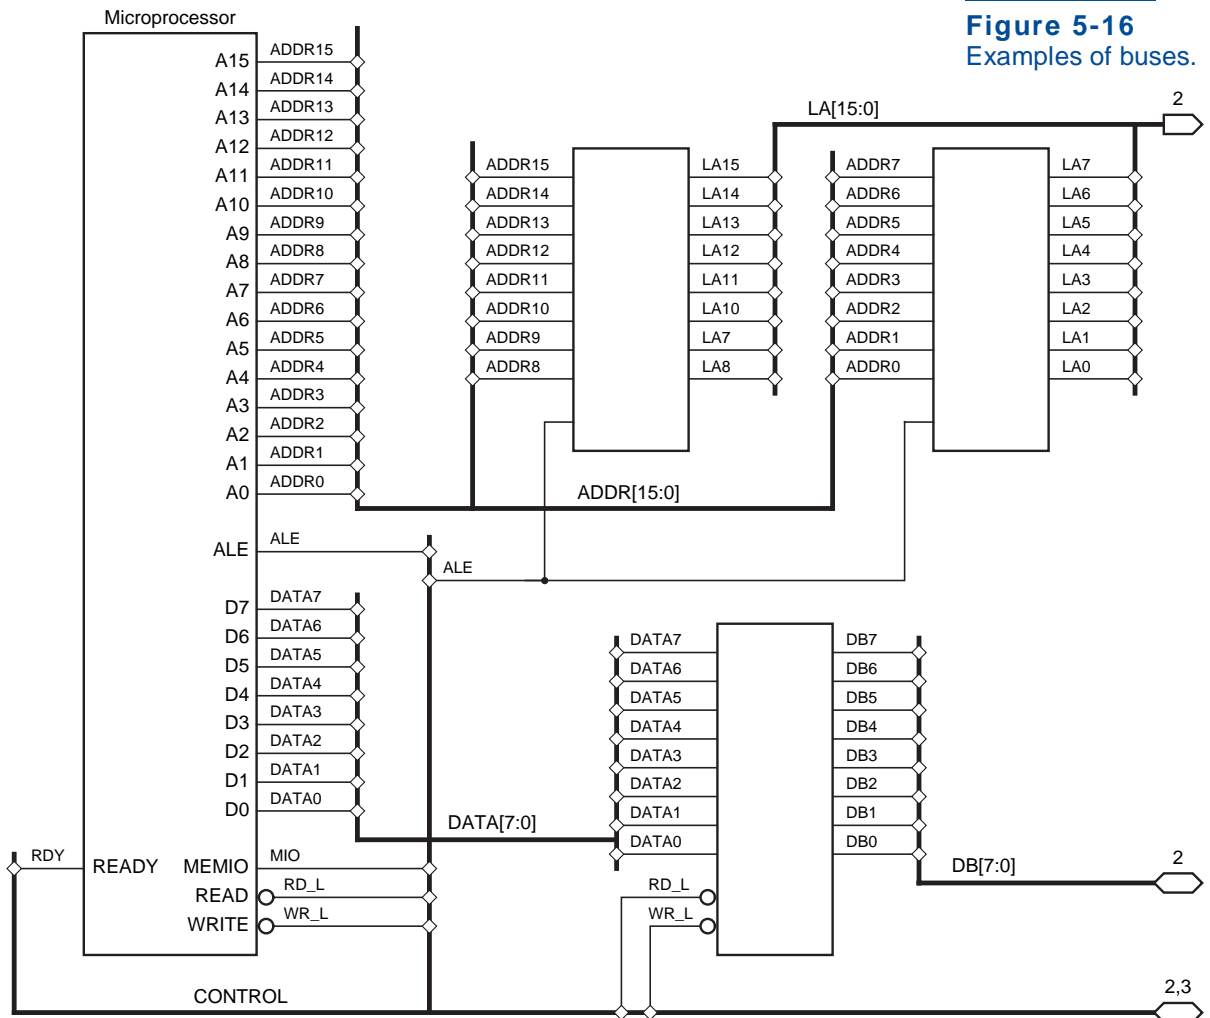 Figure 5-16
Examples of buses.
Microprocessor
A15 ADDR15
A14 ADDR14
A13 ADDR13
A12 ADDR12
A11 ADDR11
A10 ADDR10
A9 ADDR9
A8 ADDR8
A7 ADDR7
A6 ADDR6
A5 ADDR5
A4 ADDR4
A3 ADDR3
A2 ADDR2
A1 ADDR1
A0 ADDR0
ALE ALE
D7 DATA7
D6 DATA6
D5 DATA5
D4 DATA4
D3 DATA3
D2 DATA2
D1 DATA1
D0 DATA0
RDY READY MEMIO MIO
READ RD_L
WRITE WR_L
CONTROL
LA[15:0]
2
ADDR15 LA15
ADDR14 LA14
ADDR13 LA13
ADDR12 LA12
ADDR11 LA11
ADDR10 LA10
ADDR9 LA7
ADDR8 LA8
ADDR7 LA7
ADDR6 LA6
ADDR5 LA5
ADDR4 LA4
ADDR3 LA3
ADDR2 LA2
ADDR1 LA1
ADDR0 LA0
ADDR[15:0]
ALE
DATA7 DB7
DATA6 DB6
DATA5 DB5
DATA4 DB4
DATA3 DB3
DATA2 DB2
DATA1 DB1
DATA0 DB0
DATA[7:0]
RD_L
WR_L
DB[7:0]
2
2,3